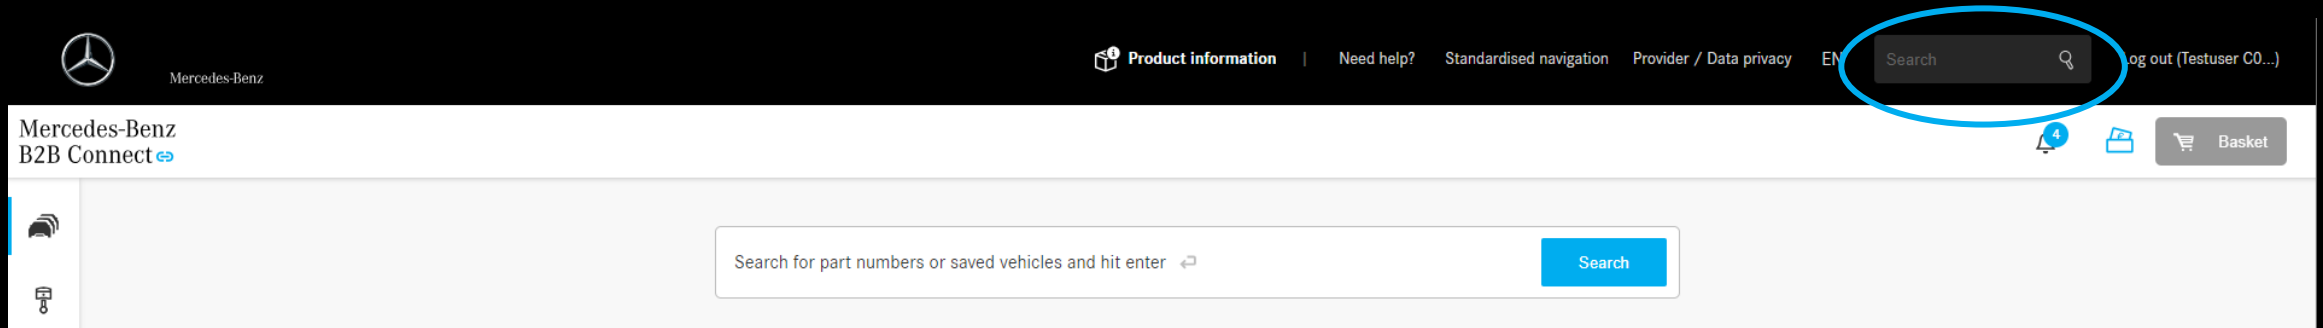 Mercedes-Benz
Product information | Need help? Standardised navigation Provider / Data privacy EN Search og out (Testuser C0...)
Mercedes-Benz
B2B Connect
4
Basket
Search for part numbers or saved vehicles and hit enter Search